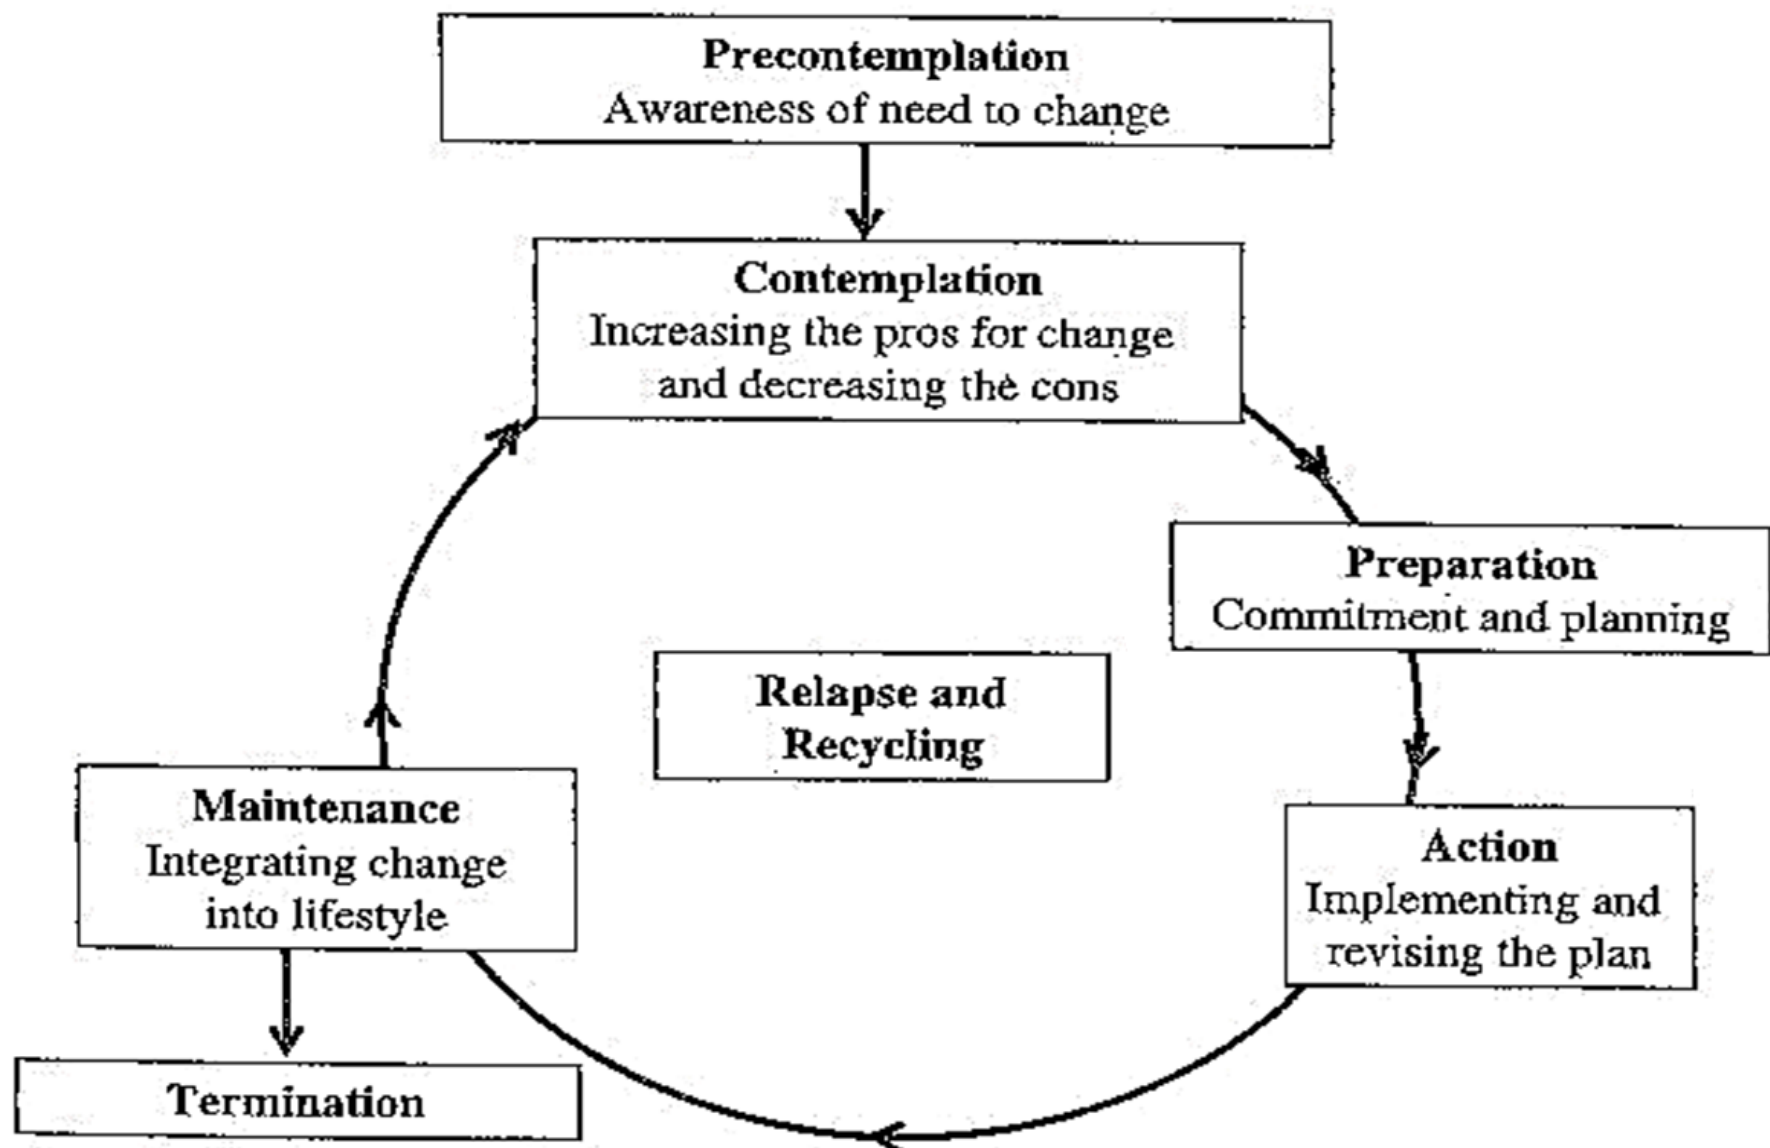 Precontemplation
Awareness of need to change
Contemplation
Increasing the pros for change
and decreasing the cons
Preparation
Commitment and planning
Relapse and
Recycling
Maintenance
Integrating change
into lifestyle
Action
Implementing and
revising the plan
Termination